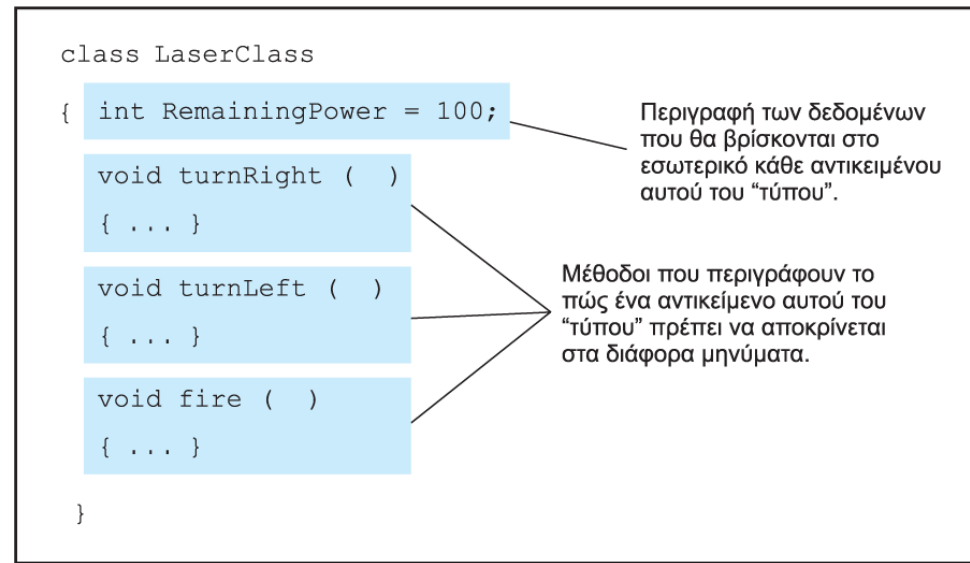 class LaserClass
{ int RemainingPower = 100;
Περιγραφή των δεδομένων
που θα βρίσκονται στο
εσωτερικό κάθε αντικειμένου
αυτού του “τύπου”.
void turnRight ( )
{ ... }
void turnLeft ( )
{ ... }
void fire ( )
{ ... }
Μέθοδοι που περιγράφουν το
πώς ένα αντικείμενο αυτού του
“τύπου” πρέπει να αποκρίνεται
στα διάφορα μηνύματα.
}